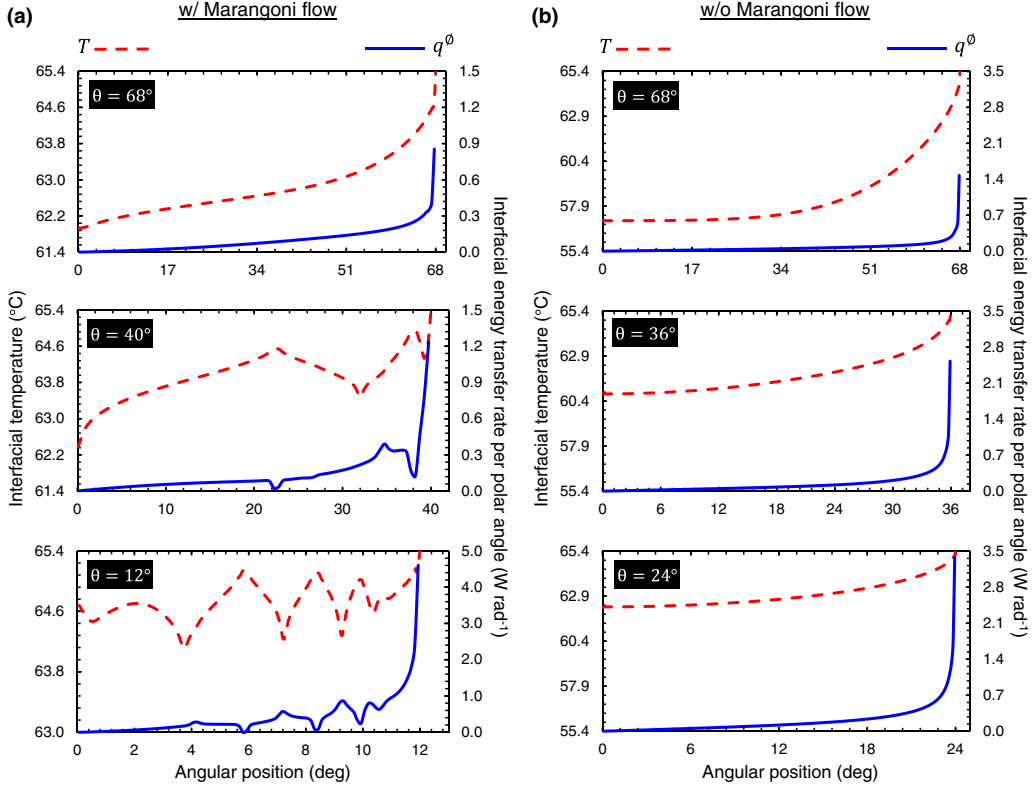 (a)
w/ Marangoni flow
T
q^ø
65.4
64.6
63.8
63.0
62.2
61.4
1.5
1.2
0.9
0.6
0.3
0.0
θ = 68°
0 17 34 51 68
65.4
64.6
63.8
63.0
62.2
61.4
1.5
1.2
0.9
0.6
0.3
0.0
θ = 40°
0 10 20 30 40
65.4
64.6
63.8
63.0
5.0
4.0
3.0
2.0
1.0
0.0
θ = 12°
0 2 4 6 8 10 12
Angular position (deg)
Interfacial temperature (°C)
Interfacial energy transfer rate per polar angle (W rad⁻¹)
(b)
w/o Marangoni flow
T
q^ø
65.4
62.9
60.4
57.9
55.4
3.5
2.8
2.1
1.4
0.7
0.0
θ = 68°
0 17 34 51 68
65.4
62.9
60.4
57.9
55.4
3.5
2.8
2.1
1.4
0.7
0.0
θ = 36°
0 6 12 18 24 30 36
65.4
62.9
60.4
57.9
55.4
3.5
2.8
2.1
1.4
0.7
0.0
θ = 24°
0 6 12 18 24
Angular position (deg)
Interfacial temperature (°C)
Interfacial energy transfer rate per polar angle (W rad⁻¹)